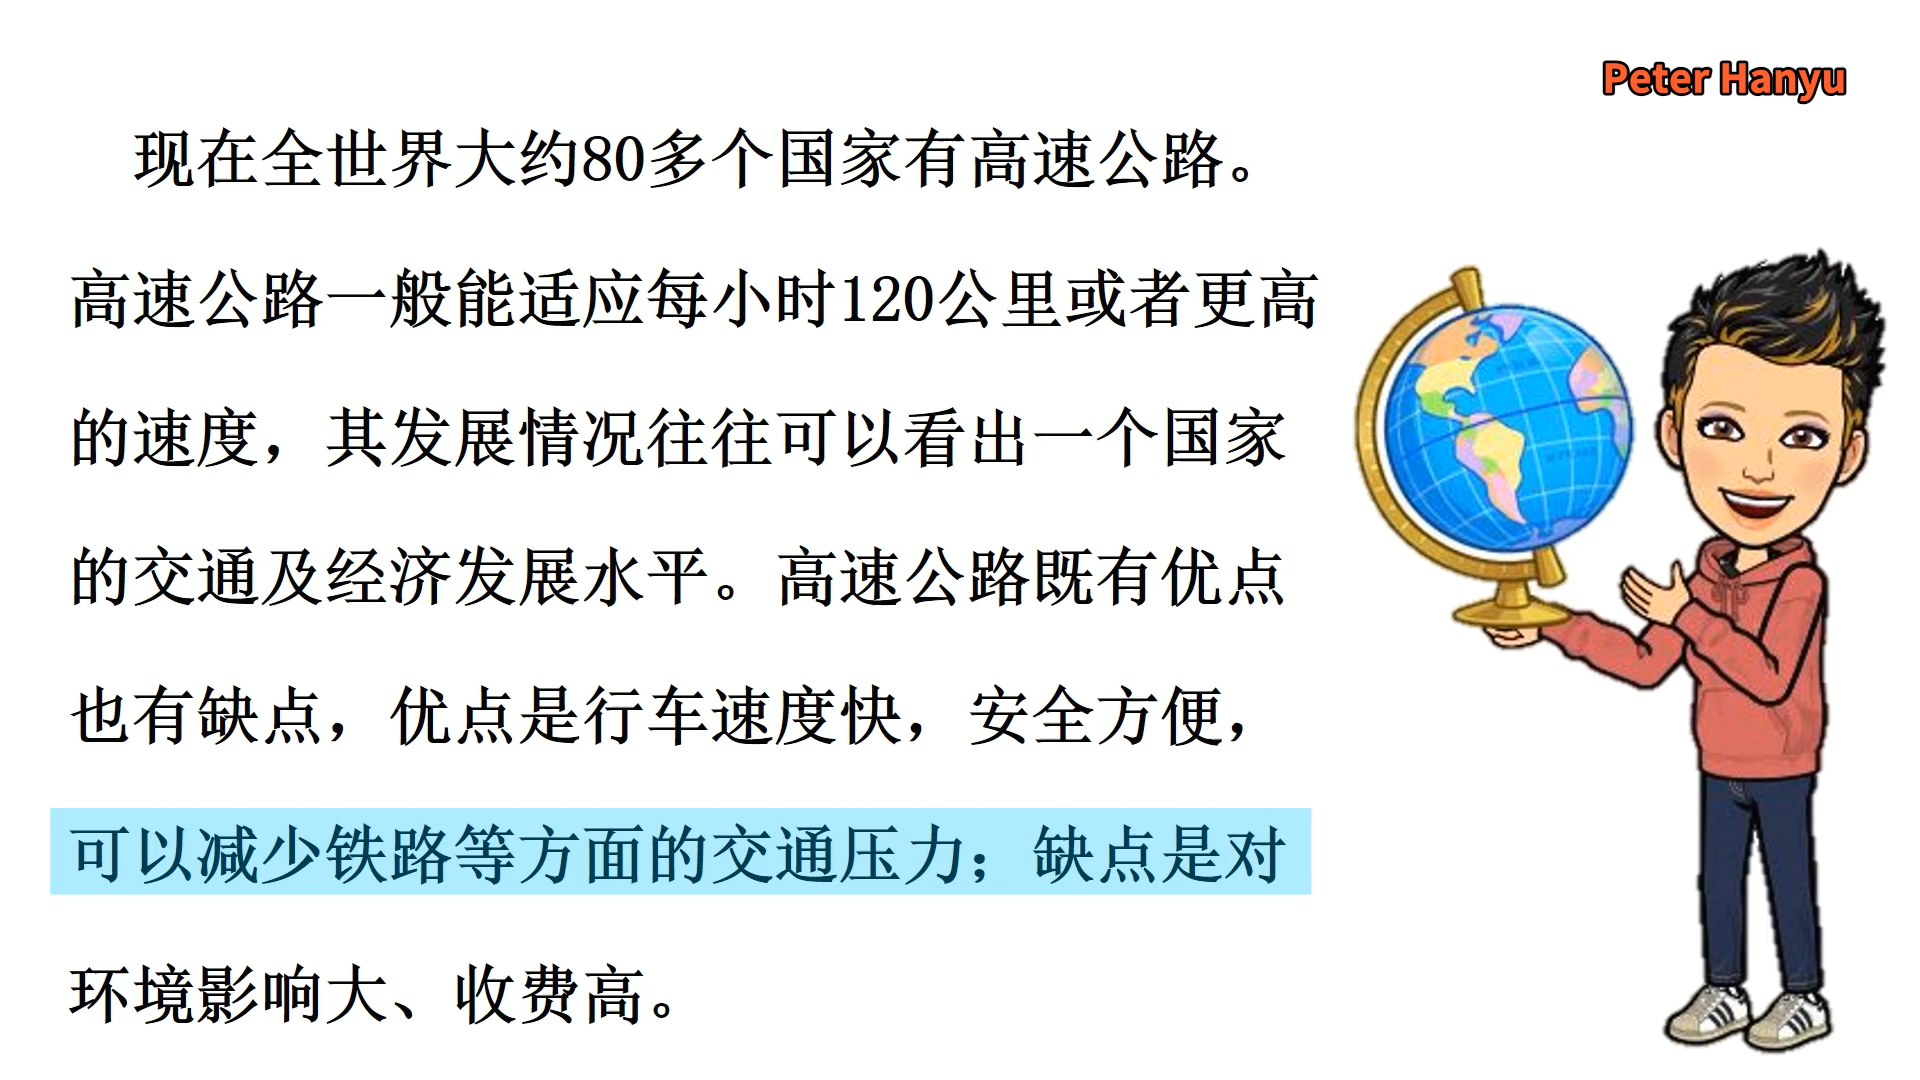 Peter Hanyu
现在全世界大约80多个国家有高速公路。
高速公路一般能适应每小时120公里或者更高
的速度，其发展情况往往可以看出一个国家
的交通及经济发展水平。高速公路既有优点
也有缺点，优点是行车速度快，安全方便，
可以减少铁路等方面的交通压力；缺点是对
环境影响大、收费高。